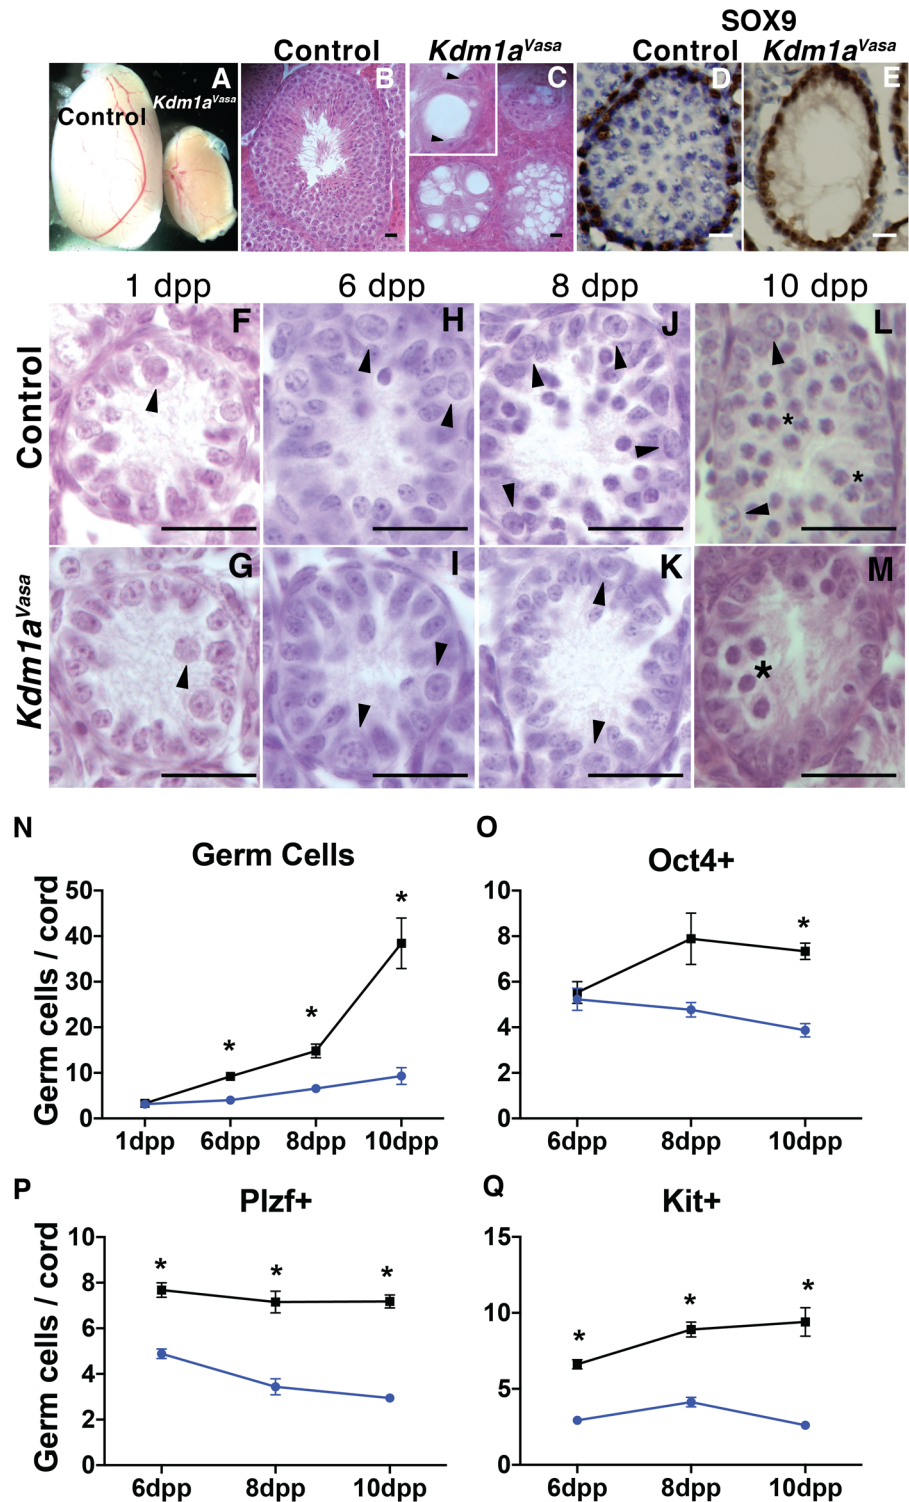 SOX9
Control Kdm1aVasa Control Kdm1aVasa
A B C D E
Control Kdm1aVasa
1 dpp 6 dpp 8 dpp 10 dpp
Control
F H J L
* *
Kdm1aVasa
G I K M
*
N
Germ Cells
Germ cells / cord
50
40
30
20
10
0
* * *
1dpp 6dpp 8dpp 10dpp
O
Oct4+
10
8
6
4
2
0
*
6dpp 8dpp 10dpp
P
Plzf+
Germ cells / cord
10
8
6
4
2
0
* * *
6dpp 8dpp 10dpp
Q
Kit+
15
10
5
0
* * *
6dpp 8dpp 10dpp